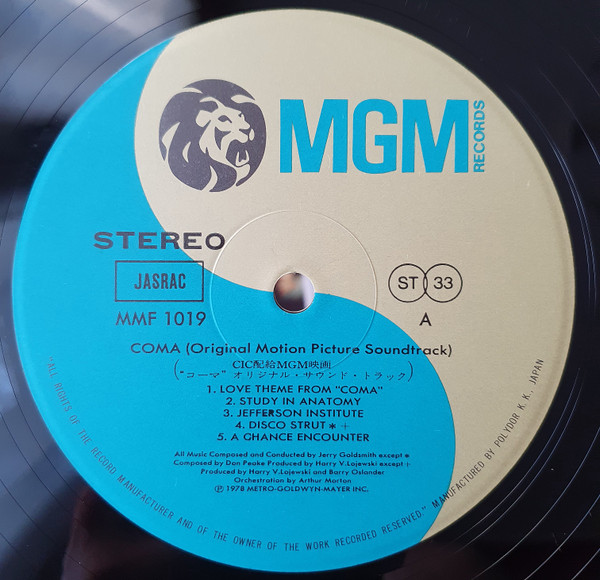 MGM
RECORDS
STEREO
JASRAC
ST 33
MMF 1019
A
COMA (Original Motion Picture Soundtrack)
(CIC配給MGM映画
"コーマ" オリジナル・サウンド・トラック)
1. LOVE THEME FROM "COMA"
2. STUDY IN ANATOMY
3. JEFFERSON INSTITUTE
4. DISCO STRUT * +
5. A CHANCE ENCOUNTER
All Music Composed and Conducted by Jerry Goldsmith except *
Composed by Don Peake Produced by Harry V.Lojewski except +
Produced by Harry V.Lojewski and Barry Oslander
Orchestration by Arthur Morton
Ⓟ 1978 METRO-GOLDWYN-MAYER INC.
"ALL RIGHTS OF THE RECORD MANUFACTURER AND OF THE OWNER OF THE WORK RECORDED RESERVED." MANUFACTURED BY POLYDOR K.K. JAPAN